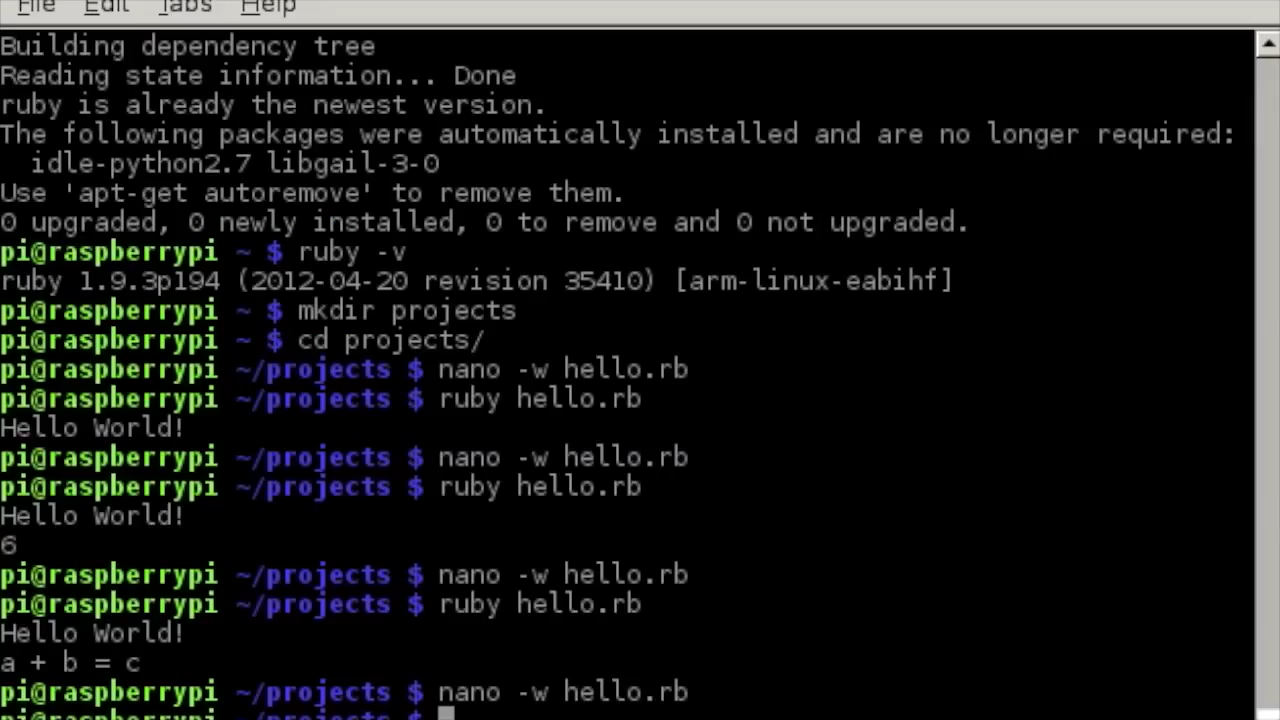 File Edit Tabs Help
Building dependency tree
Reading state information... Done
ruby is already the newest version.
The following packages were automatically installed and are no longer required:
  idle-python2.7 libgail-3-0
Use 'apt-get autoremove' to remove them.
0 upgraded, 0 newly installed, 0 to remove and 0 not upgraded.
pi@raspberrypi ~ $ ruby -v
ruby 1.9.3p194 (2012-04-20 revision 35410) [arm-linux-eabihf]
pi@raspberrypi ~ $ mkdir projects
pi@raspberrypi ~ $ cd projects/
pi@raspberrypi ~/projects $ nano -w hello.rb
pi@raspberrypi ~/projects $ ruby hello.rb
Hello World!
pi@raspberrypi ~/projects $ nano -w hello.rb
pi@raspberrypi ~/projects $ ruby hello.rb
Hello World!
6
pi@raspberrypi ~/projects $ nano -w hello.rb
pi@raspberrypi ~/projects $ ruby hello.rb
Hello World!
a + b = c
pi@raspberrypi ~/projects $ nano -w hello.rb
pi@raspberrypi ~/projects $